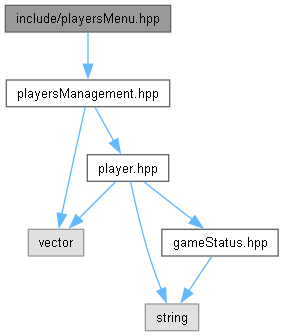 include/playersMenu.hpp
playersManagement.hpp
player.hpp
vector
gameStatus.hpp
string